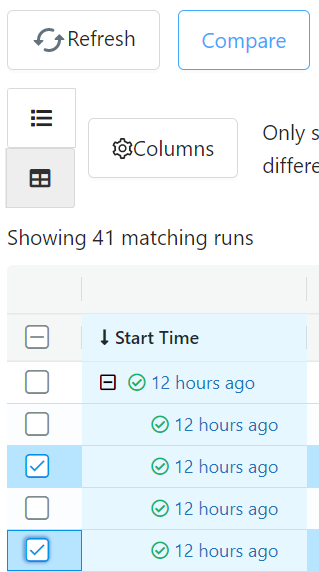 Refresh
Compare
Columns
Only s
differe
Showing 41 matching runs
Start Time
12 hours ago
12 hours ago
12 hours ago
12 hours ago
12 hours ago